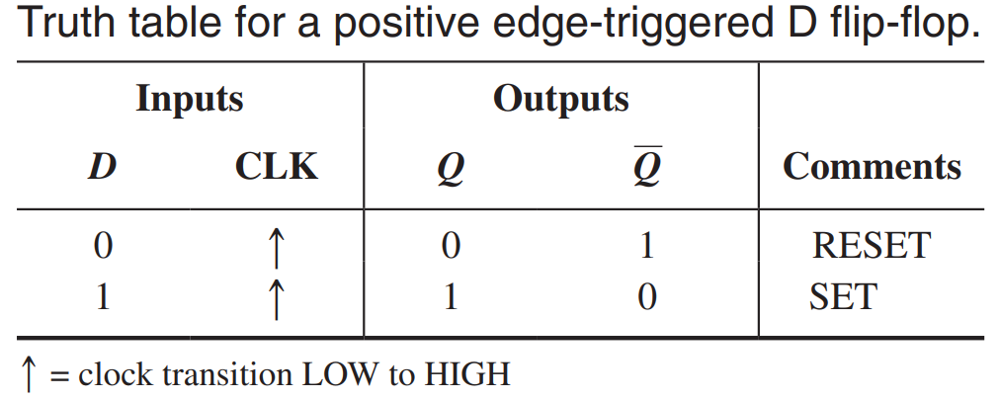 Truth table for a positive edge-triggered D flip-flop.
Inputs Outputs
D CLK Q Q̅ Comments
0 ↑ 0 1 RESET
1 ↑ 1 0 SET
↑ = clock transition LOW to HIGH